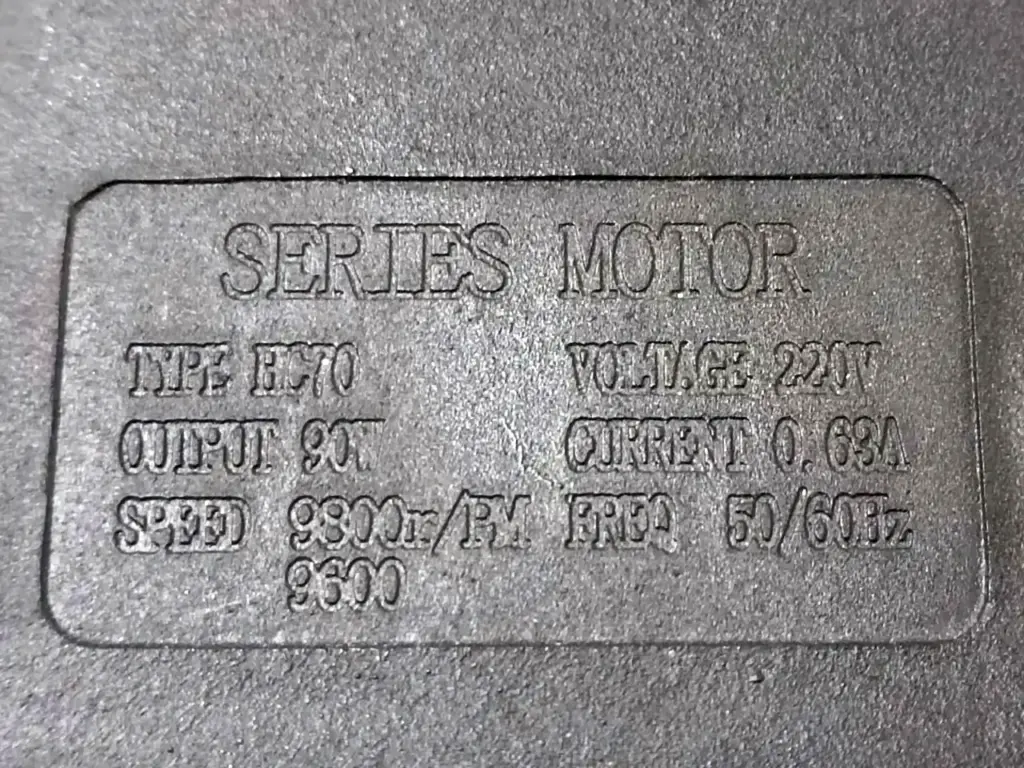 SERIES MOTOR
TYPE HC70 VOLTAGE 220V
OUTPUT 90W CURRENT 0.63A
SPEED 9800r/PM FREQ 50/60Hz
9600